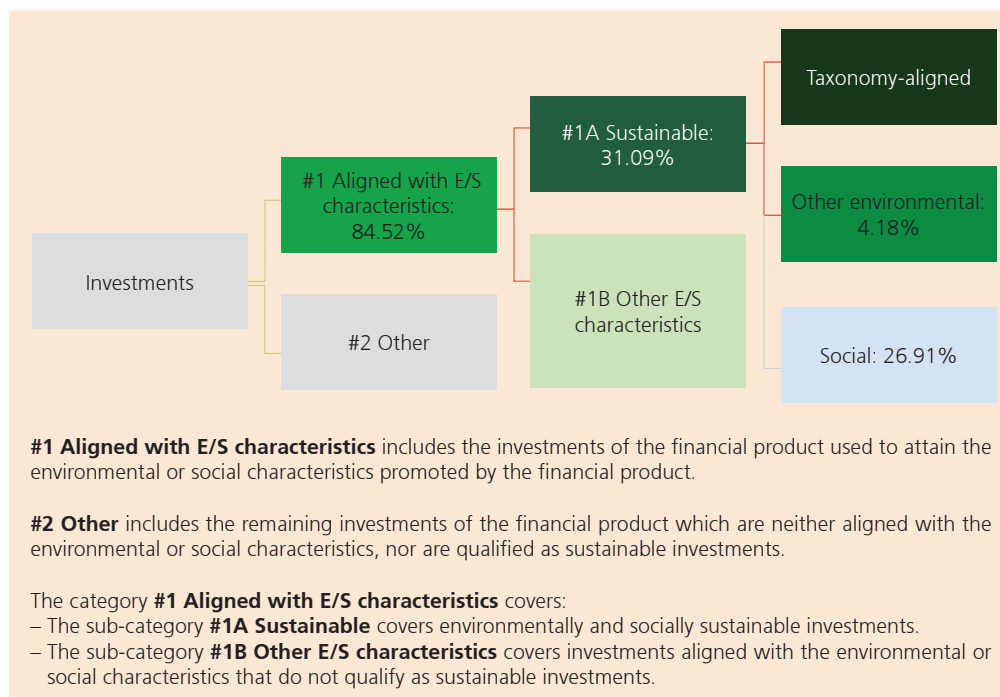 Taxonomy-aligned
#1A Sustainable:
31.09%
#1 Aligned with E/S
characteristics:
84.52%
Other environmental:
4.18%
Investments
#1B Other E/S
characteristics
#2 Other
Social: 26.91%
#1 Aligned with E/S characteristics includes the investments of the financial product used to attain the
environmental or social characteristics promoted by the financial product.
#2 Other includes the remaining investments of the financial product which are neither aligned with the
environmental or social characteristics, nor are qualified as sustainable investments.
The category #1 Aligned with E/S characteristics covers:
– The sub-category #1A Sustainable covers environmentally and socially sustainable investments.
– The sub-category #1B Other E/S characteristics covers investments aligned with the environmental or
social characteristics that do not qualify as sustainable investments.